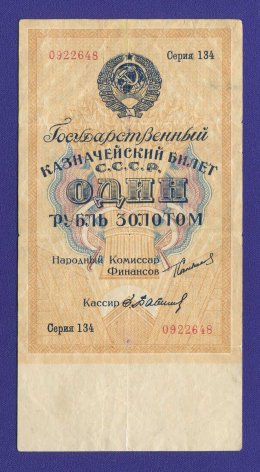 0922648 Серия 134
Государственный
КАЗНАЧЕЙСКИЙ БИЛЕТ
С.С.С.Р.
ОДИН
РУБЛЬ ЗОЛОТОМ
Народный Комиссар
Финансов
Кассир
Серия 134 0922648